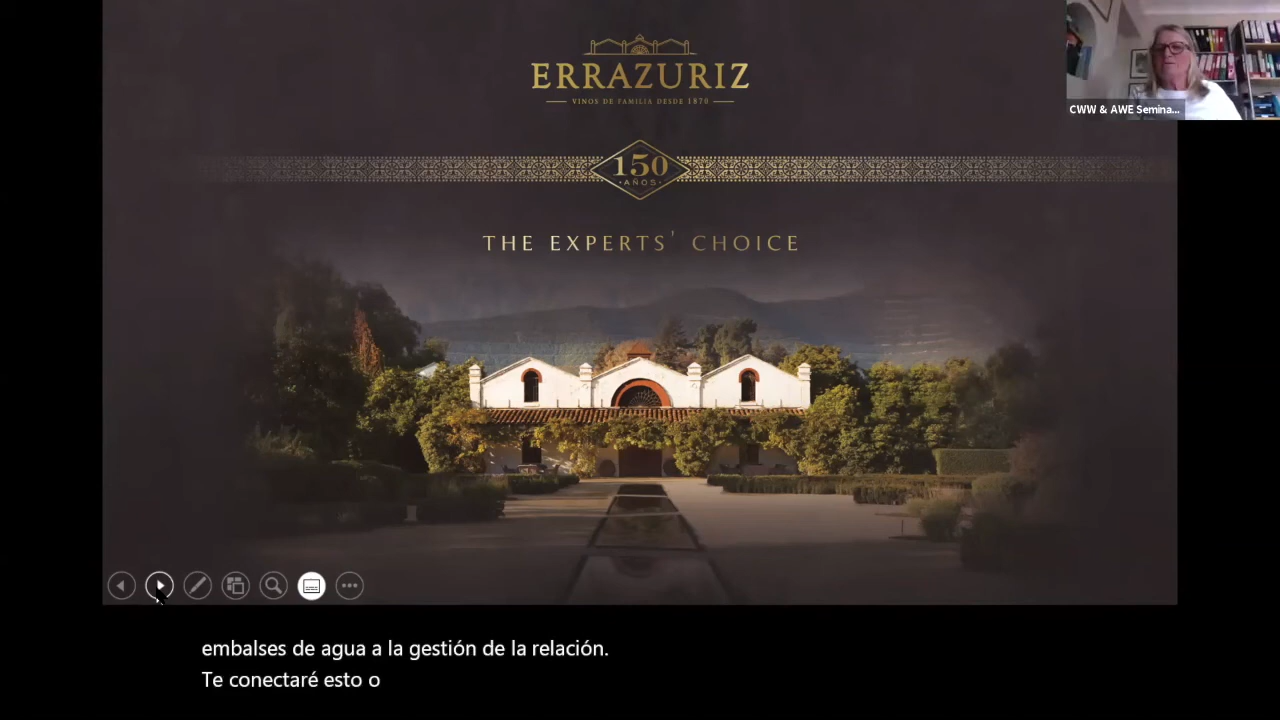 ERRAZURIZ
VINOS DE FAMILIA DESDE 1870
150
AÑOS
THE EXPERTS' CHOICE
CWW & AWE Semina...
embalses de agua a la gestión de la relación.
Te conectaré esto o